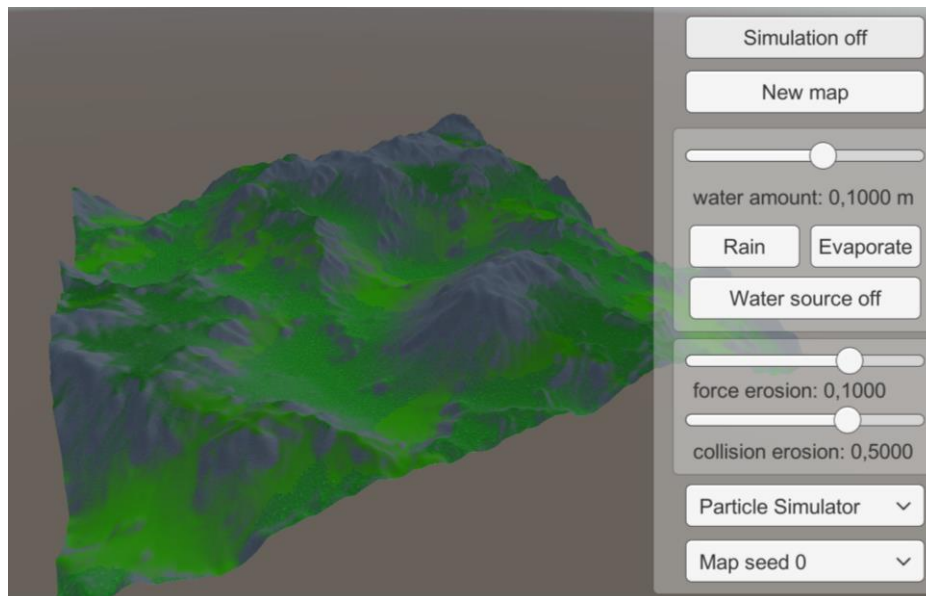 Simulation off
New map
water amount: 0,1000 m
Rain Evaporate
Water source off
force erosion: 0,1000
collision erosion: 0,5000
Particle Simulator
Map seed 0